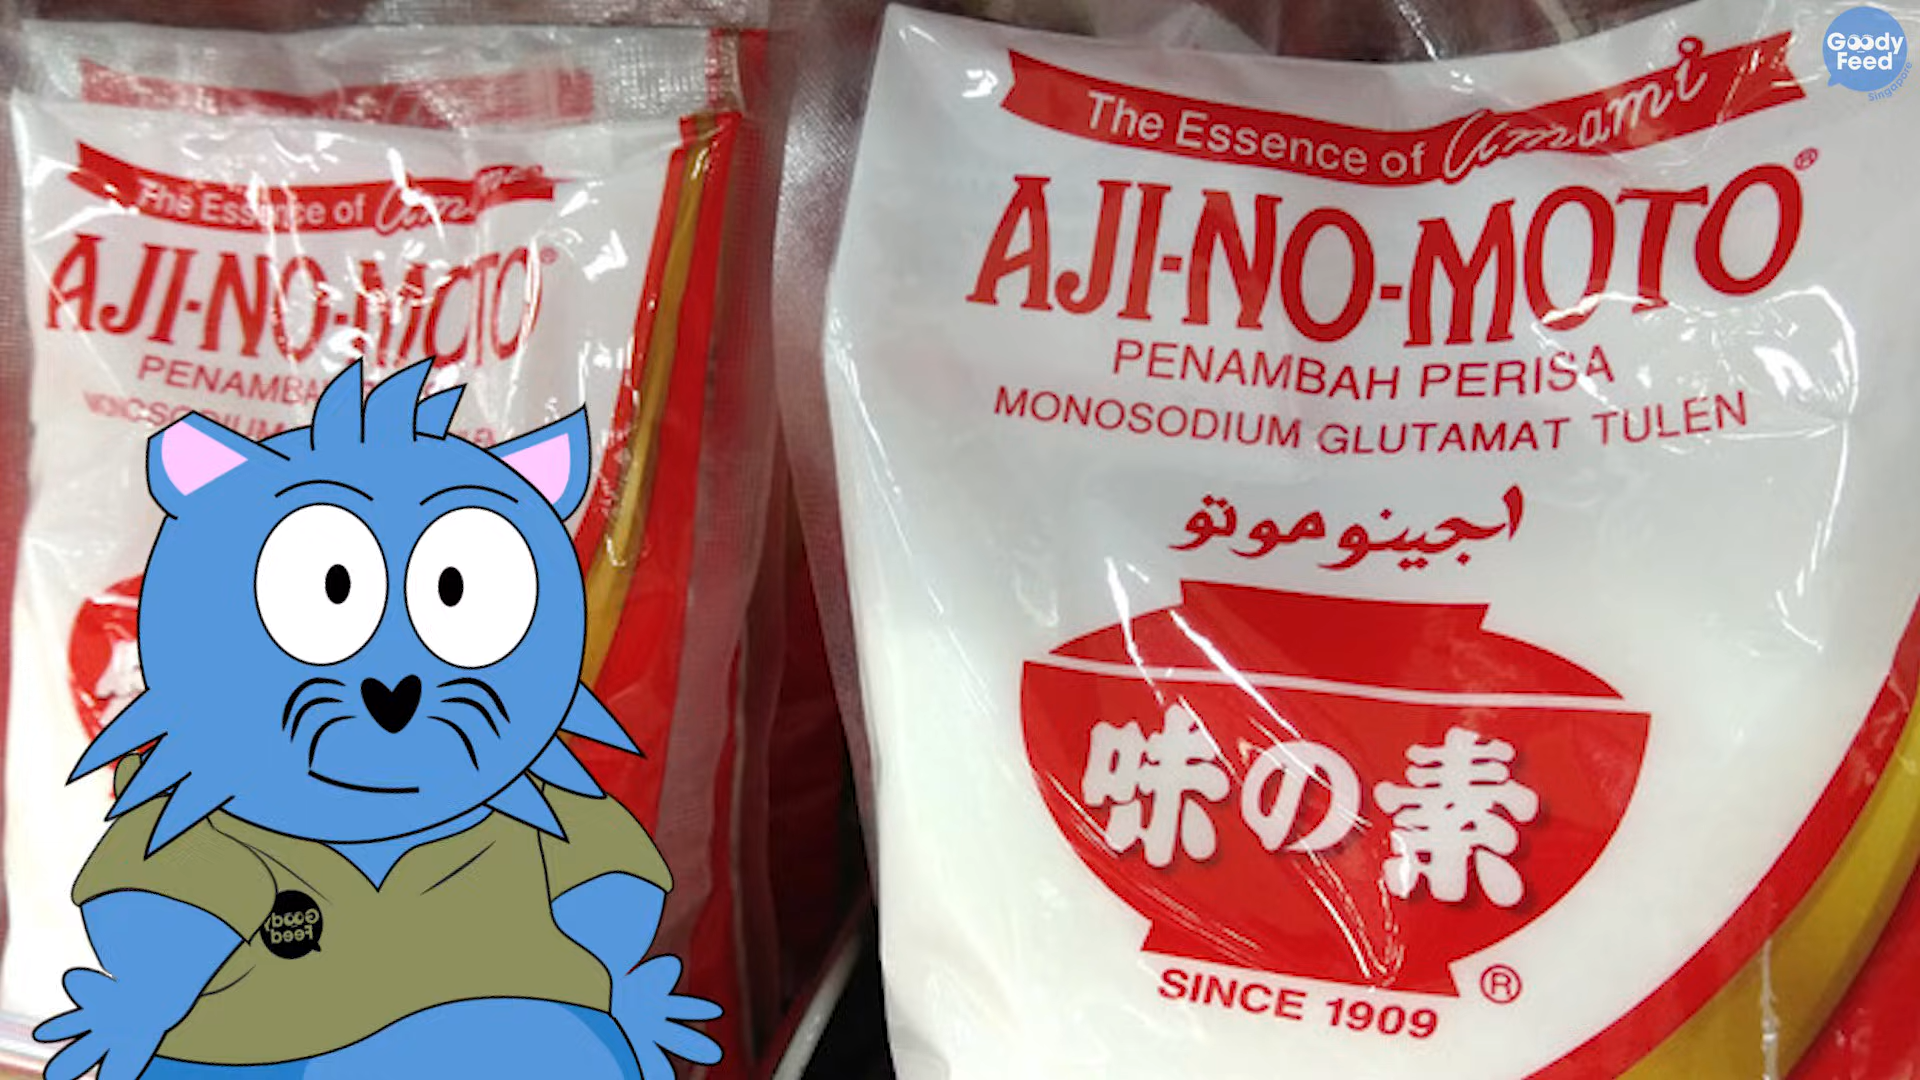 The Essence of Umami
AJI-NO-MOTO®
PENAMBAH PERISA
MONOSODIUM GLUTAMAT TULEN
اجينوموتو
味の素
SINCE 1909 ®
The Essence of
AJI-NO-MOTO®
Goody
Feed
Singapore
Goody
Feed